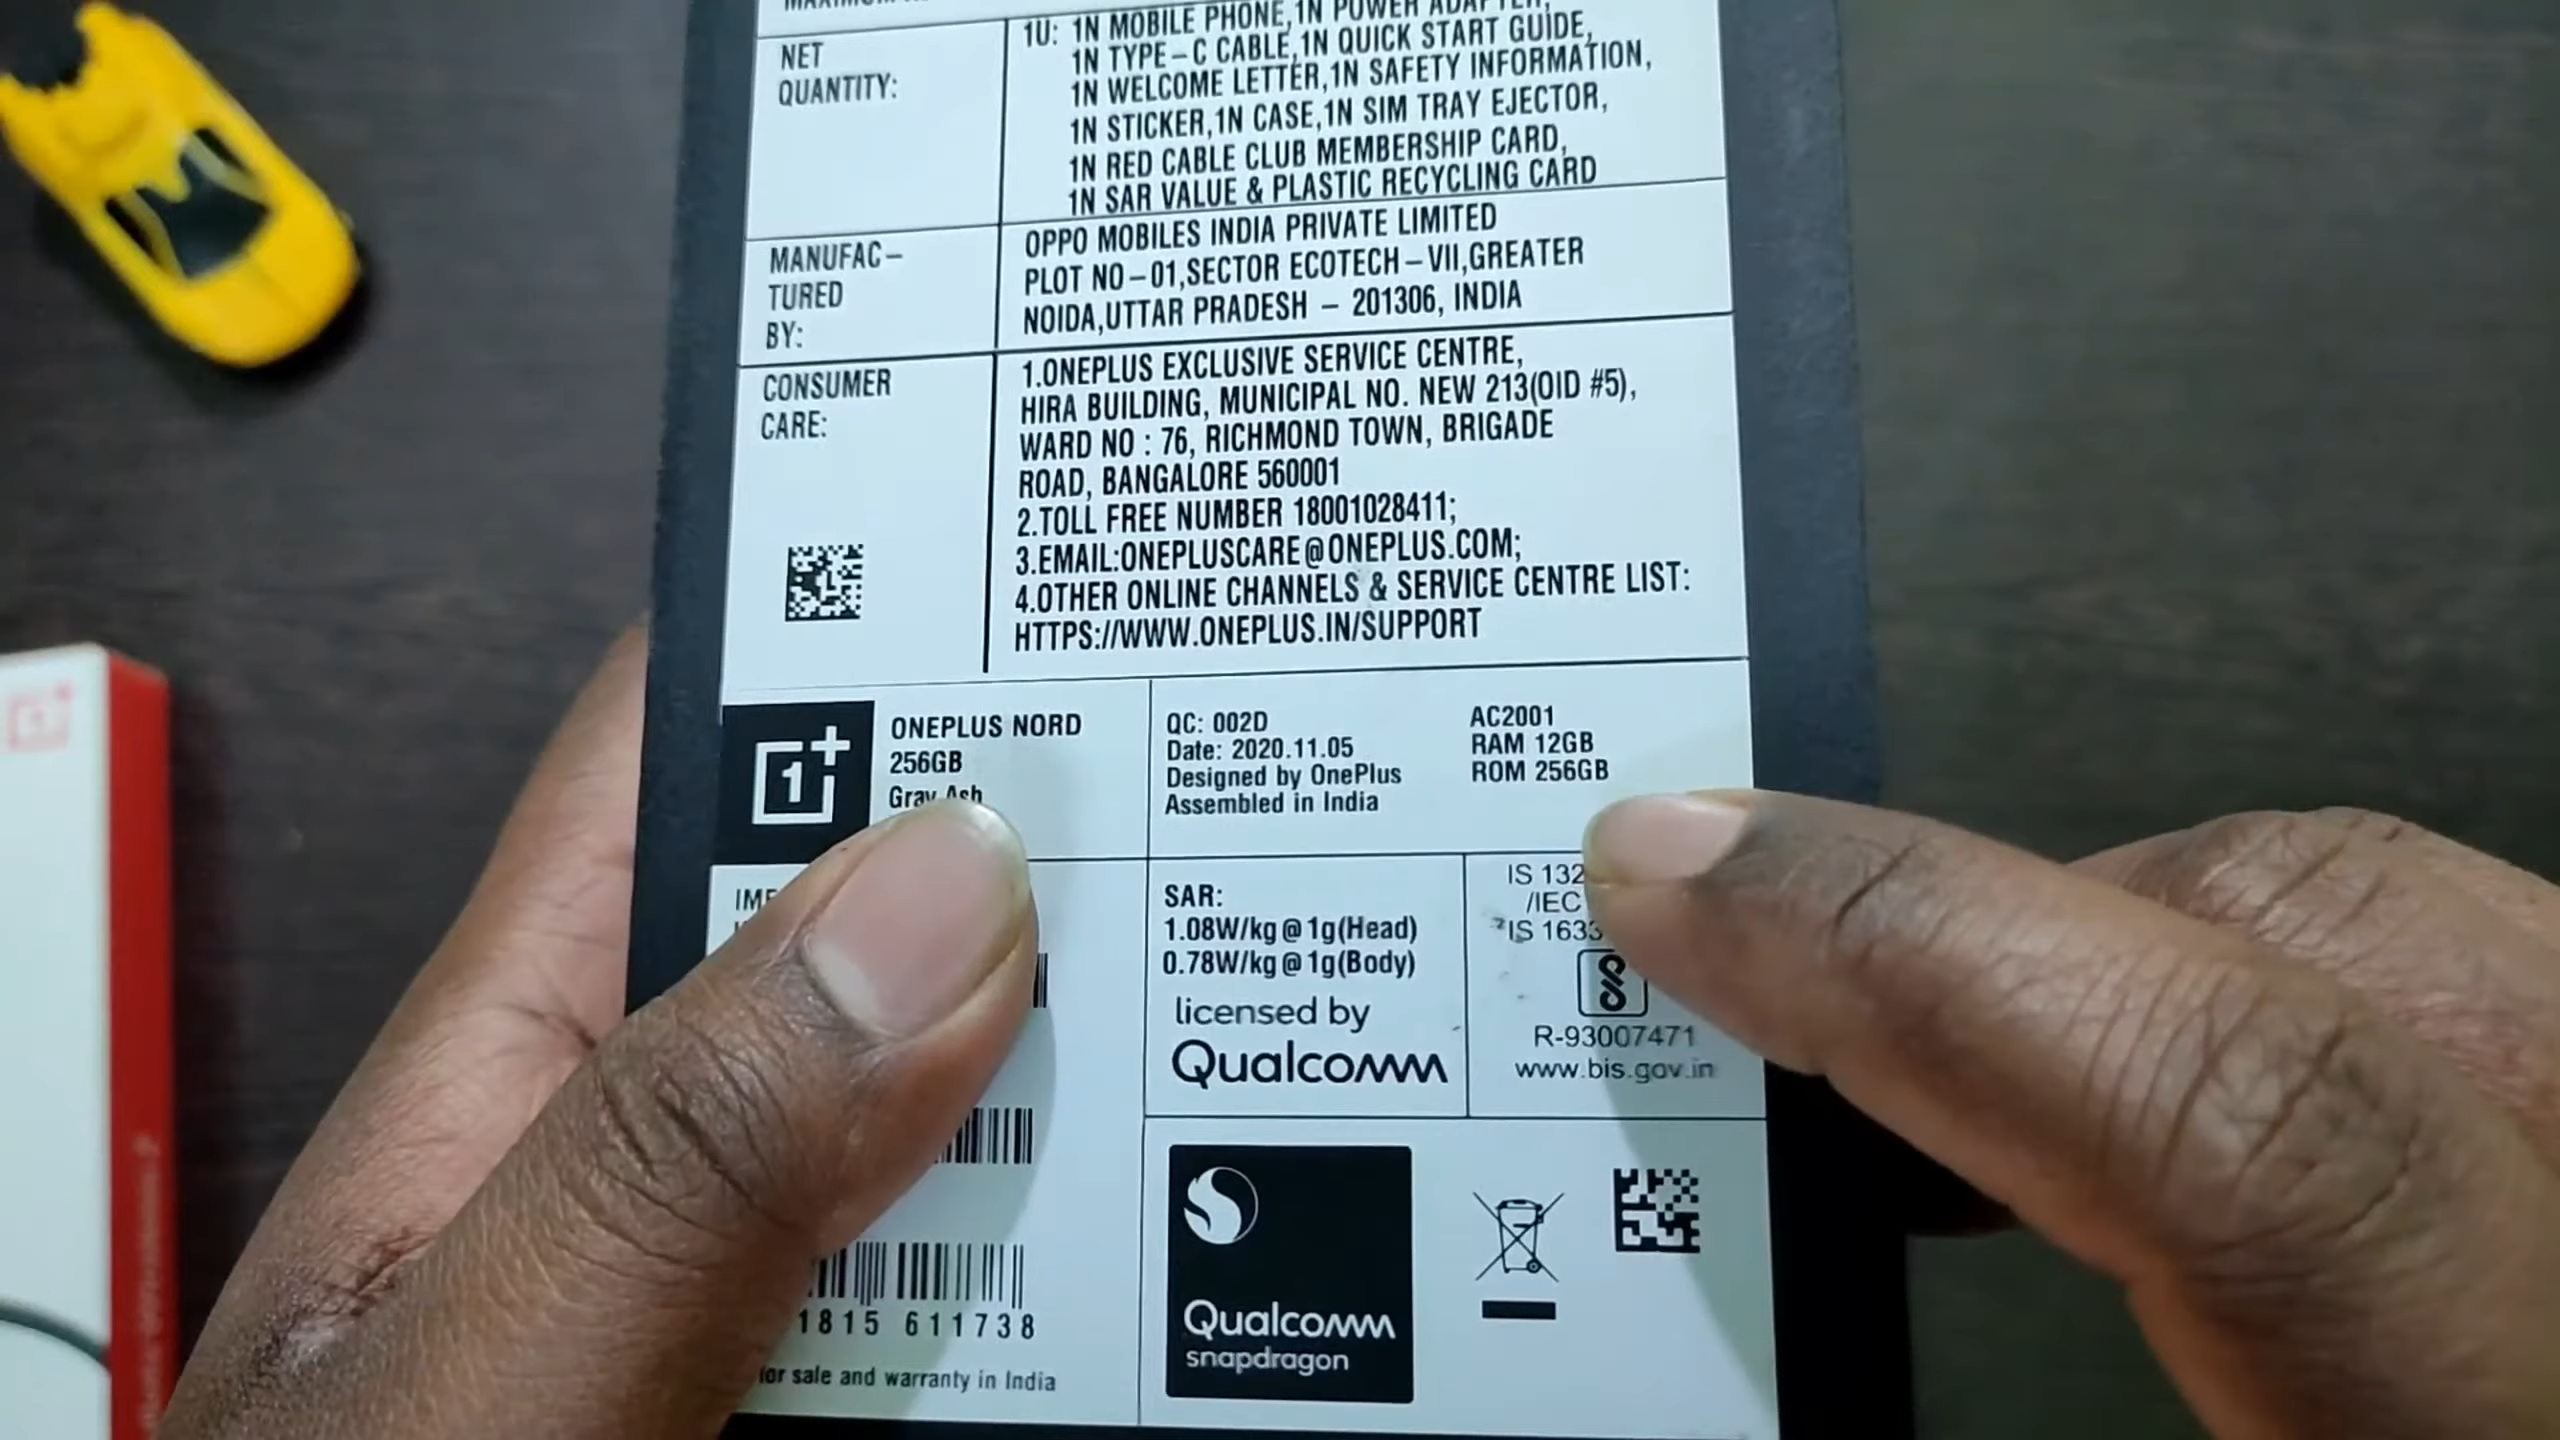 NET
QUANTITY:
1U: 1N MOBILE PHONE,1N POWER ADAPTER,
1N TYPE-C CABLE,1N QUICK START GUIDE,
1N WELCOME LETTER,1N SAFETY INFORMATION,
1N STICKER,1N CASE,1N SIM TRAY EJECTOR,
1N RED CABLE CLUB MEMBERSHIP CARD,
1N SAR VALUE & PLASTIC RECYCLING CARD
MANUFAC-
TURED
BY:
OPPO MOBILES INDIA PRIVATE LIMITED
PLOT NO-01,SECTOR ECOTECH-VII,GREATER
NOIDA,UTTAR PRADESH - 201306, INDIA
CONSUMER
CARE:
1.ONEPLUS EXCLUSIVE SERVICE CENTRE,
HIRA BUILDING, MUNICIPAL NO. NEW 213(OID #5),
WARD NO : 76, RICHMOND TOWN, BRIGADE
ROAD, BANGALORE 560001
2.TOLL FREE NUMBER 18001028411;
3.EMAIL:ONEPLUSCARE@ONEPLUS.COM;
4.OTHER ONLINE CHANNELS & SERVICE CENTRE LIST:
HTTPS://WWW.ONEPLUS.IN/SUPPORT
1+
ONEPLUS NORD
256GB
Gray Ash
QC: 002D
Date: 2020.11.05
Designed by OnePlus
Assembled in India
AC2001
RAM 12GB
ROM 256GB
SAR:
1.08W/kg@1g(Head)
0.78W/kg@1g(Body)
licensed by
Qualcomm
IS 132
/IEC
IS 1633
R-93007471
www.bis.gov.in
1815 611738
for sale and warranty in India
Qualcomm
snapdragon